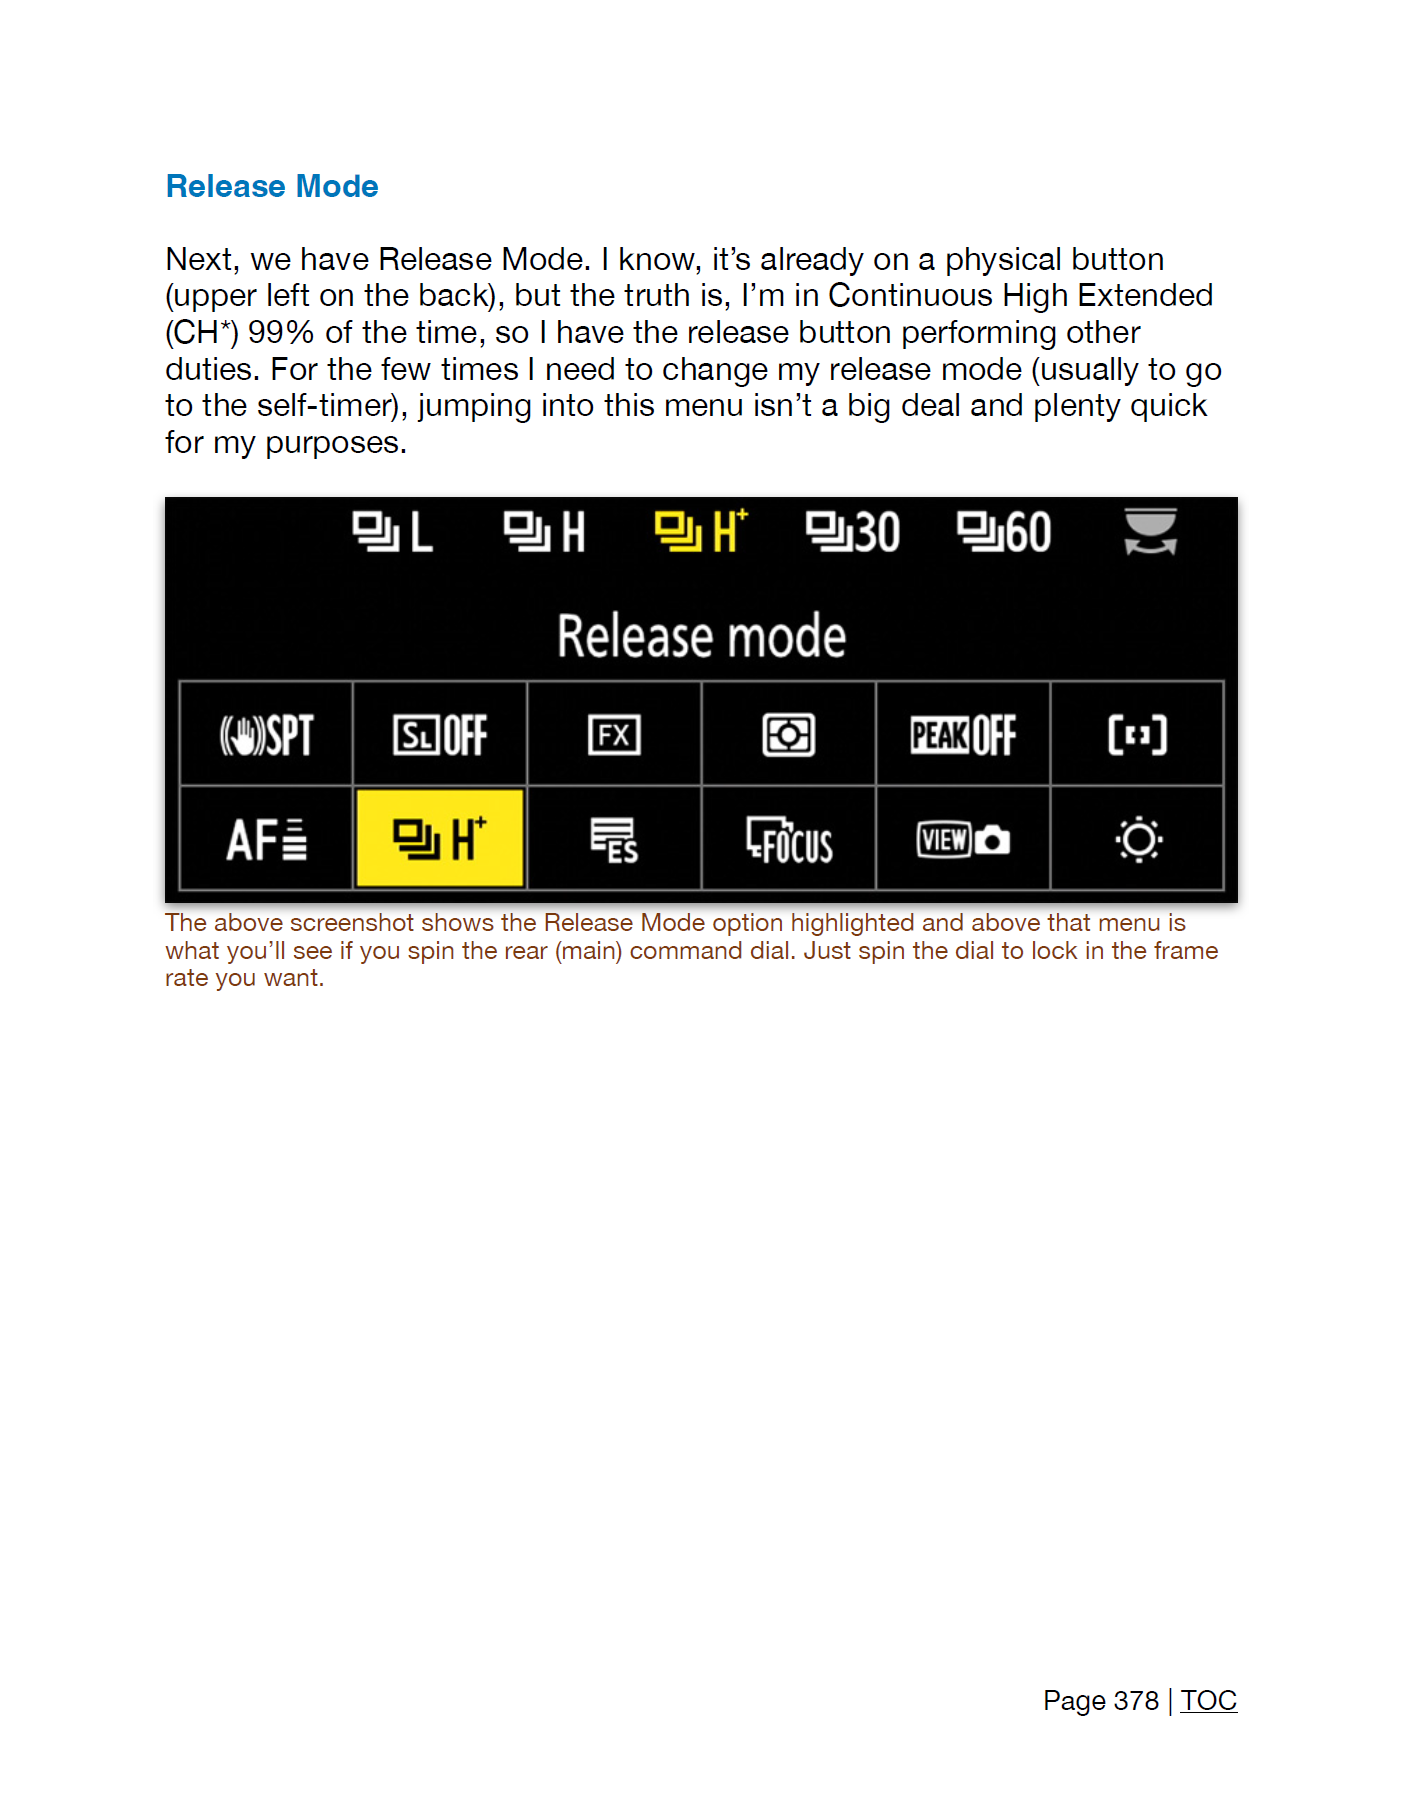 Release Mode
Next, we have Release Mode. I know, it’s already on a physical button
(upper left on the back), but the truth is, I’m in Continuous High Extended
(CH*) 99% of the time, so I have the release button performing other
duties. For the few times I need to change my release mode (usually to go
to the self-timer), jumping into this menu isn’t a big deal and plenty quick
for my purposes.
L H H+ 30 60
Release mode
SPT SL OFF FX PEAK OFF
AF H+ ES FOCUS VIEW
The above screenshot shows the Release Mode option highlighted and above that menu is
what you’ll see if you spin the rear (main) command dial. Just spin the dial to lock in the frame
rate you want.
Page 378 | TOC